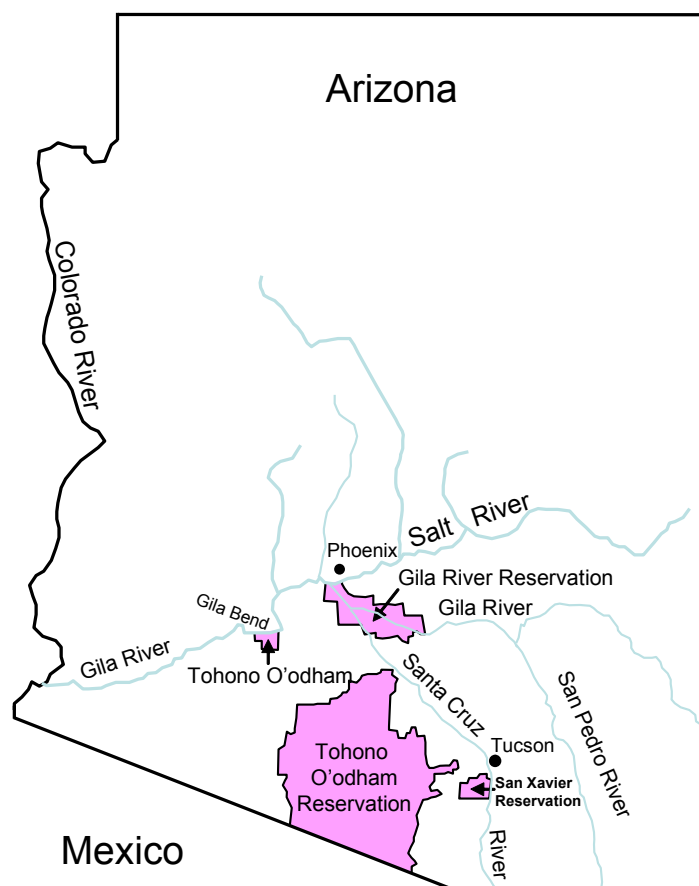 Arizona
Colorado River
Salt River
Phoenix
Gila River Reservation
Gila River
Gila Bend
Gila River
Tohono O’odham
Santa Cruz
River
San Pedro River
Tucson
Tohono
O’odham
Reservation
San Xavier
Reservation
Mexico